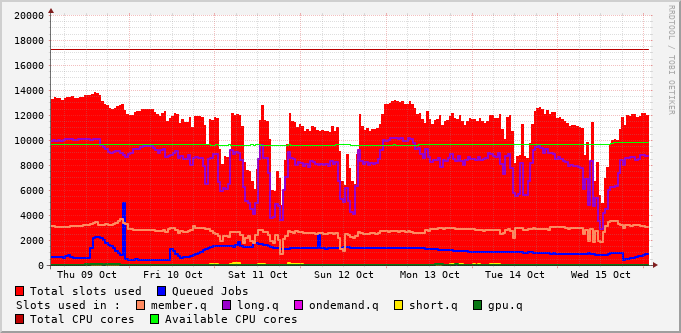 RRDTOOL / TOBI OETIKER
20000
18000
16000
14000
12000
10000
8000
6000
4000
2000
0
Thu 09 Oct Fri 10 Oct Sat 11 Oct Sun 12 Oct Mon 13 Oct Tue 14 Oct Wed 15 Oct
Total slots used Queued Jobs
Slots used in : member.q long.q ondemand.q short.q gpu.q
Total CPU cores Available CPU cores